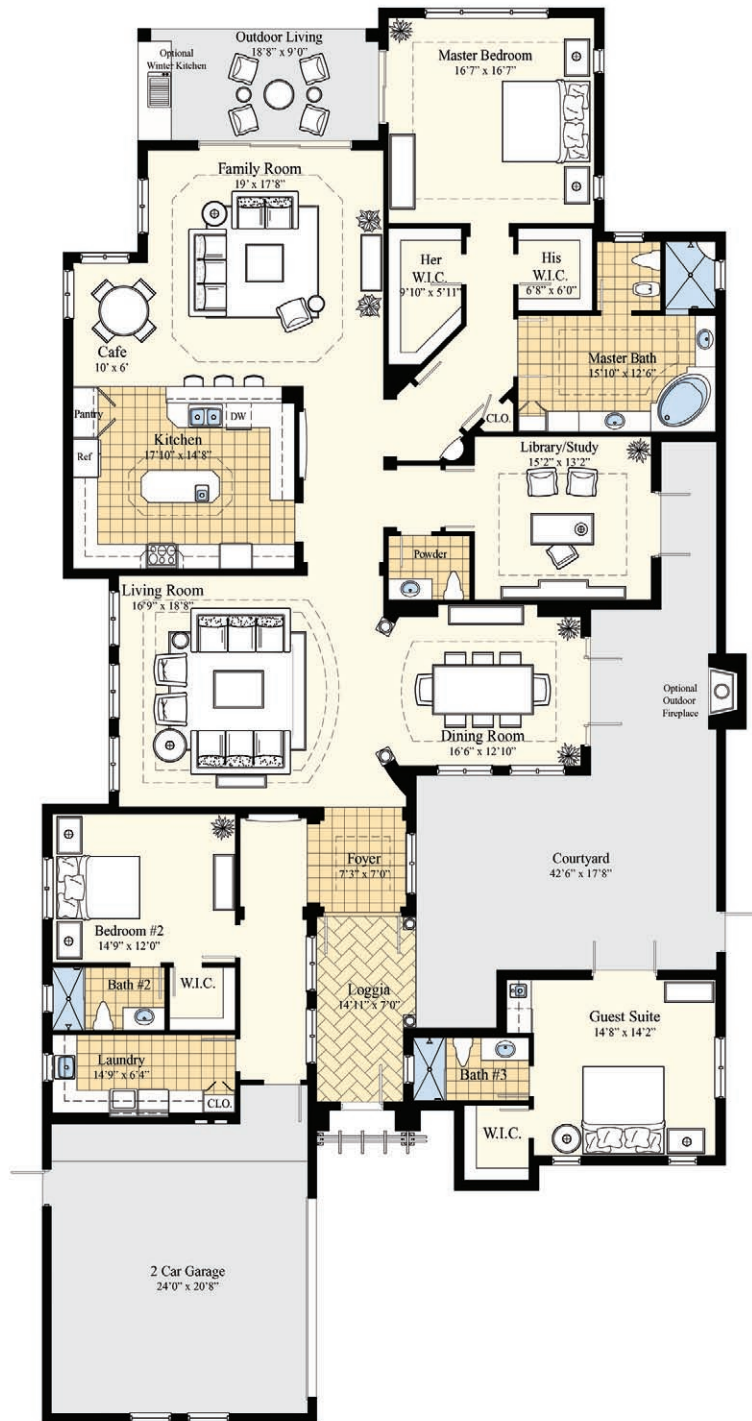 Outdoor Living
18'8" x 9'0"
Optional
Winter Kitchen
Master Bedroom
16'7" x 16'7"
Family Room
19' x 17'8"
Her
W.I.C.
9'10" x 5'11"
His
W.I.C.
6'8" x 6'0"
Cafe
10' x 6'
Master Bath
15'10" x 12'6"
Pantry
DW
CLO.
Kitchen
17'10" x 14'8"
Ref
Library/Study
15'2" x 13'2"
Powder
Living Room
16'9" x 18'8"
Optional
Outdoor
Fireplace
Dining Room
16'6" x 12'10"
Foyer
7'3" x 7'0"
Courtyard
42'6" x 17'8"
Bedroom #2
14'9" x 12'0"
Bath #2
W.I.C.
Loggia
14'11" x 7'0"
Guest Suite
14'8" x 14'2"
Laundry
14'9" x 6'4"
CLO.
Bath #3
W.I.C.
2 Car Garage
24'0" x 20'8"